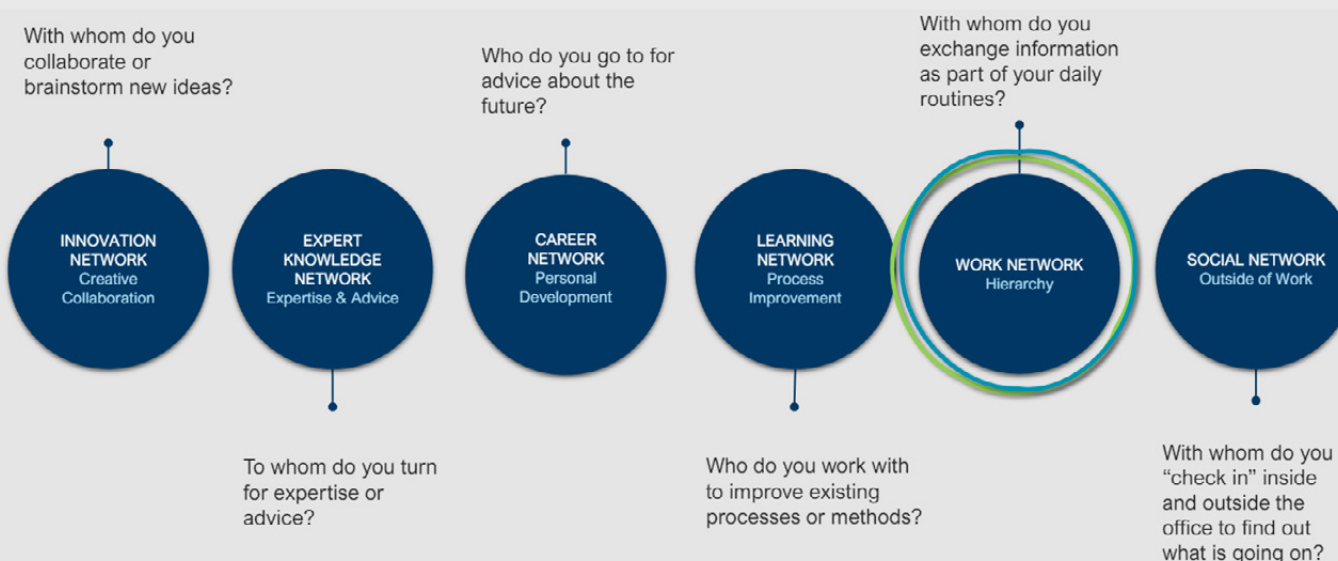 With whom do you
collaborate or
brainstorm new ideas?
INNOVATION
NETWORK
Creative
Collaboration
EXPERT
KNOWLEDGE
NETWORK
Expertise & Advice
To whom do you turn
for expertise or
advice?
Who do you go to for
advice about the
future?
CAREER
NETWORK
Personal
Development
LEARNING
NETWORK
Process
Improvement
Who do you work with
to improve existing
processes or methods?
With whom do you
exchange information
as part of your daily
routines?
WORK NETWORK
Hierarchy
SOCIAL NETWORK
Outside of Work
With whom do you
“check in” inside
and outside the
office to find out
what is going on?